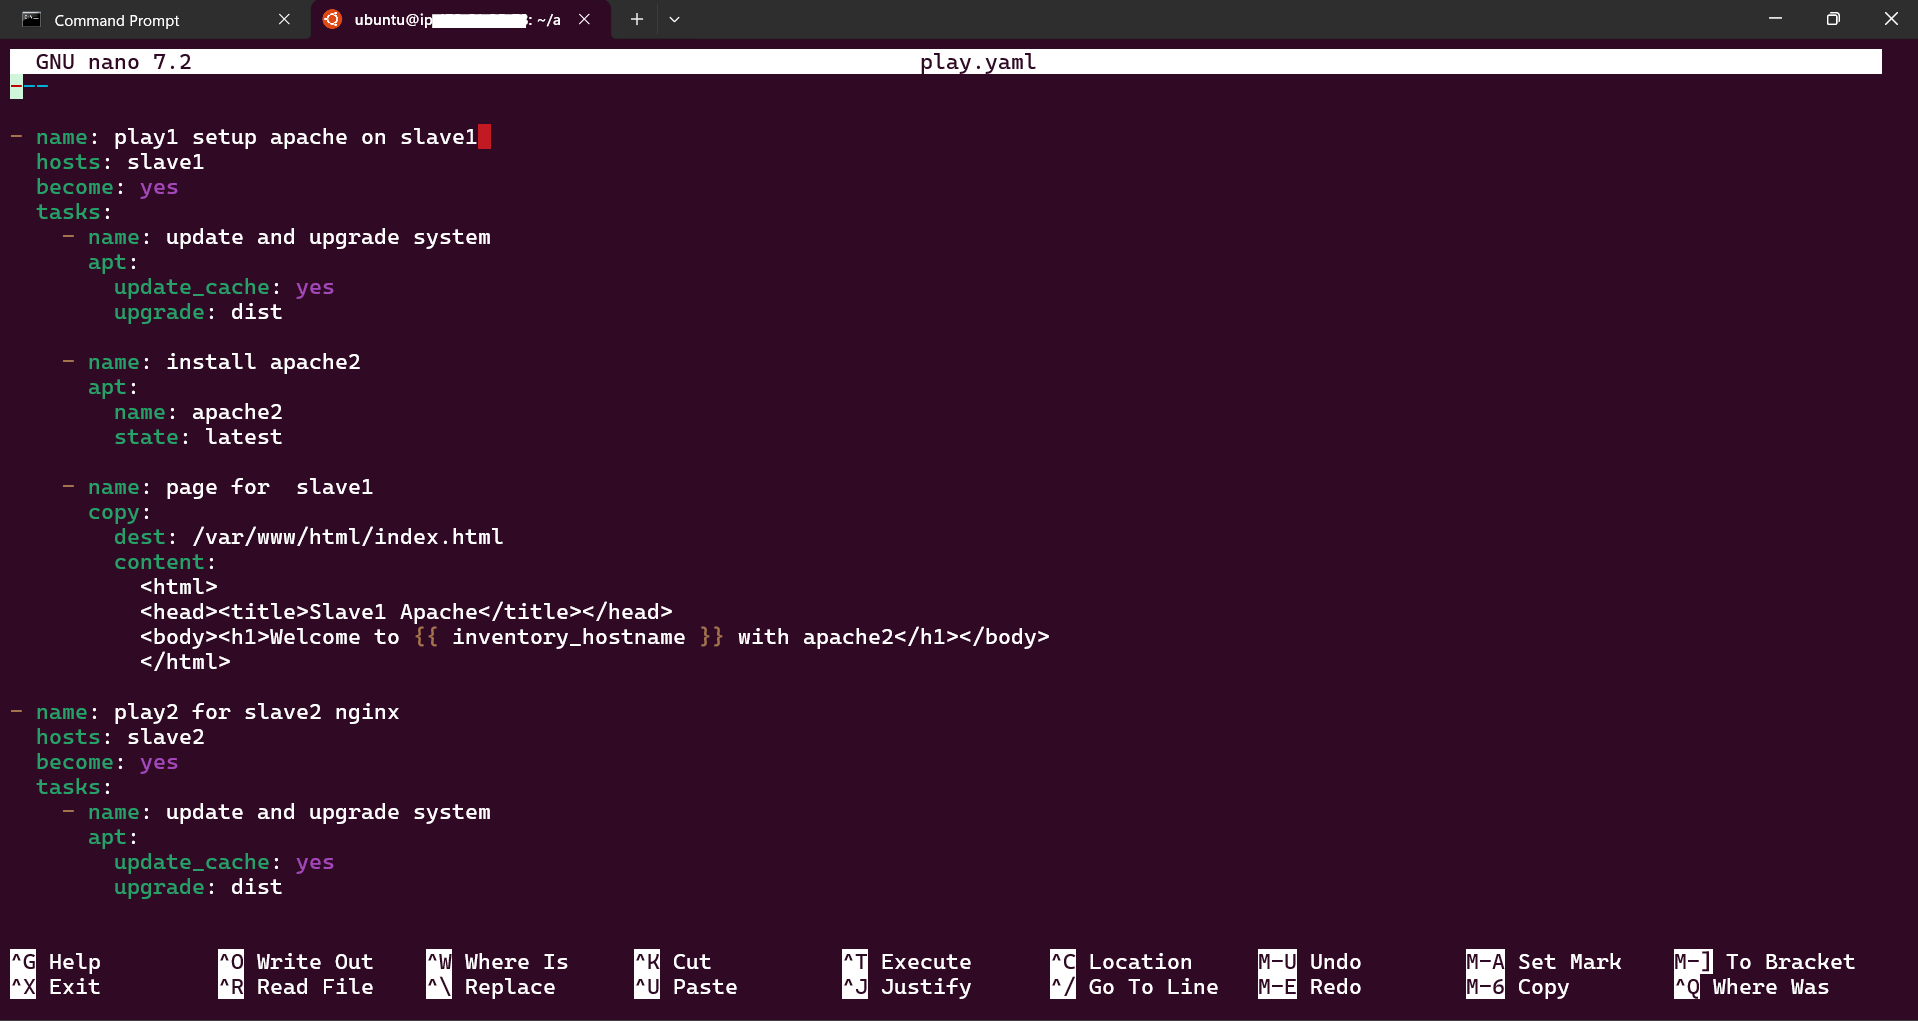 Command Prompt
ubuntu@ip : ~/a
GNU nano 7.2 play.yaml
---
- name: play1 setup apache on slave1
hosts: slave1
become: yes
tasks:
- name: update and upgrade system
apt:
update_cache: yes
upgrade: dist
- name: install apache2
apt:
name: apache2
state: latest
- name: page for  slave1
copy:
dest: /var/www/html/index.html
content:
<html>
<head><title>Slave1 Apache</title></head>
<body><h1>Welcome to {{ inventory_hostname }} with apache2</h1></body>
</html>
- name: play2 for slave2 nginx
hosts: slave2
become: yes
tasks:
- name: update and upgrade system
apt:
update_cache: yes
upgrade: dist
^G Help ^O Write Out ^W Where Is ^K Cut ^T Execute ^C Location M-U Undo M-A Set Mark M-] To Bracket
^X Exit ^R Read File ^\ Replace ^U Paste ^J Justify ^/ Go To Line M-E Redo M-6 Copy ^Q Where Was